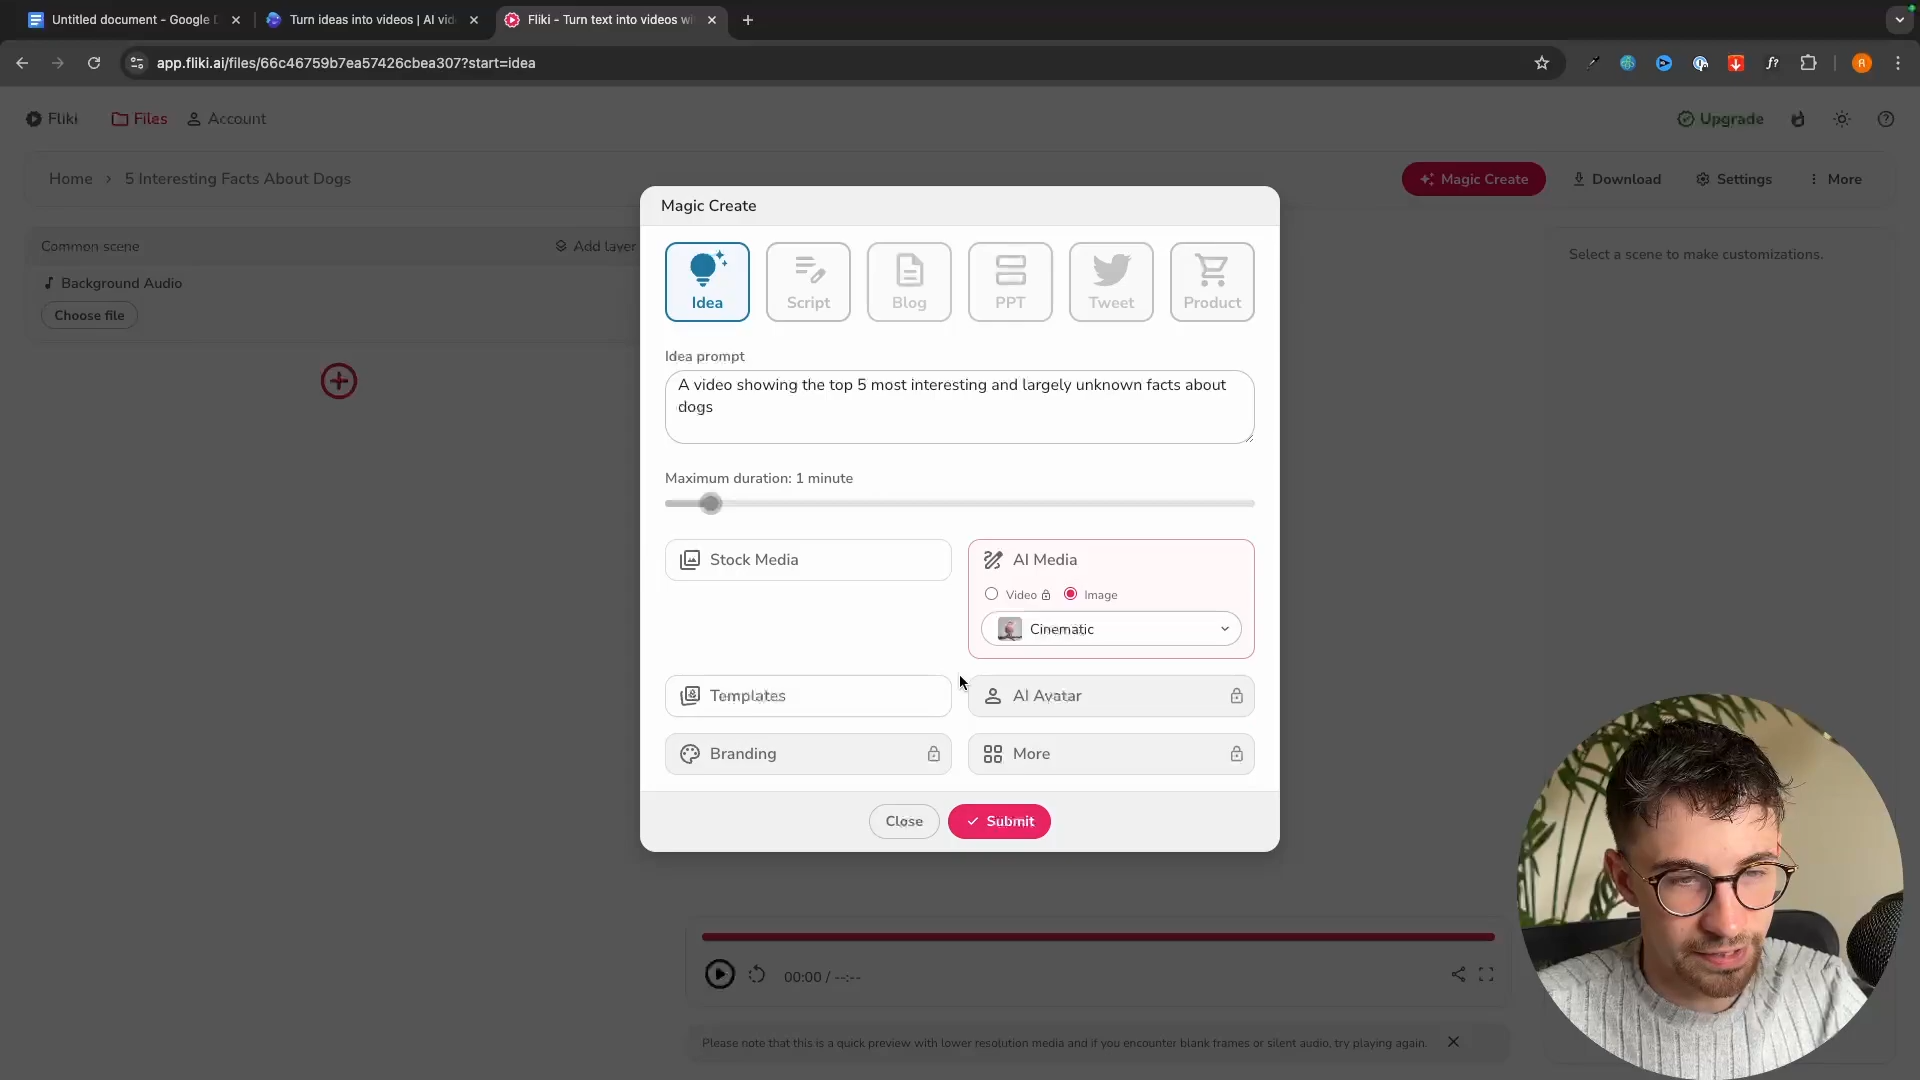 Untitled document - Google D
Turn ideas into videos | AI vid
Fliki - Turn text into videos wi
app.fliki.ai/files/66c46759b7ea57426cbea307?start=idea
Fliki
Files
Account
Upgrade
Home > 5 Interesting Facts About Dogs
Magic Create
Download
Settings
More
Common scene
Add layer
Background Audio
Choose file
Select a scene to make customizations.
Magic Create
Idea
Script
Blog
PPT
Tweet
Product
Idea prompt
A video showing the top 5 most interesting and largely unknown facts about
dogs
Maximum duration: 1 minute
Stock Media
AI Media
Video
Image
Cinematic
Templates
AI Avatar
Branding
More
Close
Submit
00:00 / --:--
Please note that this is a quick preview with lower resolution media and if you encounter blank frames or silent audio, try playing again.